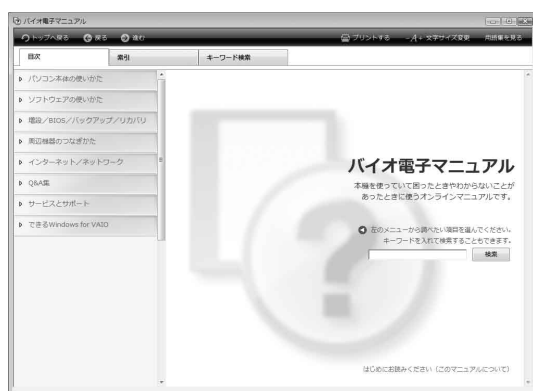 バイオ電子マニュアル
トップへ戻る 戻る 進む プリントする -A+ 文字サイズ変更 用語集を見る
目次 索引 キーワード検索
パソコン本体の使いかた
ソフトウェアの使いかた
増設/BIOS/バックアップ/リカバリ
周辺機器のつなぎかた
インターネット/ネットワーク
Q&A集
サービスとサポート
できるWindows for VAIO
バイオ電子マニュアル
本機を使っていて困ったときやわからないことが
あったときに使うオンラインマニュアルです。
左のメニューから調べたい項目を選んでください。
キーワードを入れて検索することもできます。
検索
はじめにお読みください(このマニュアルについて)